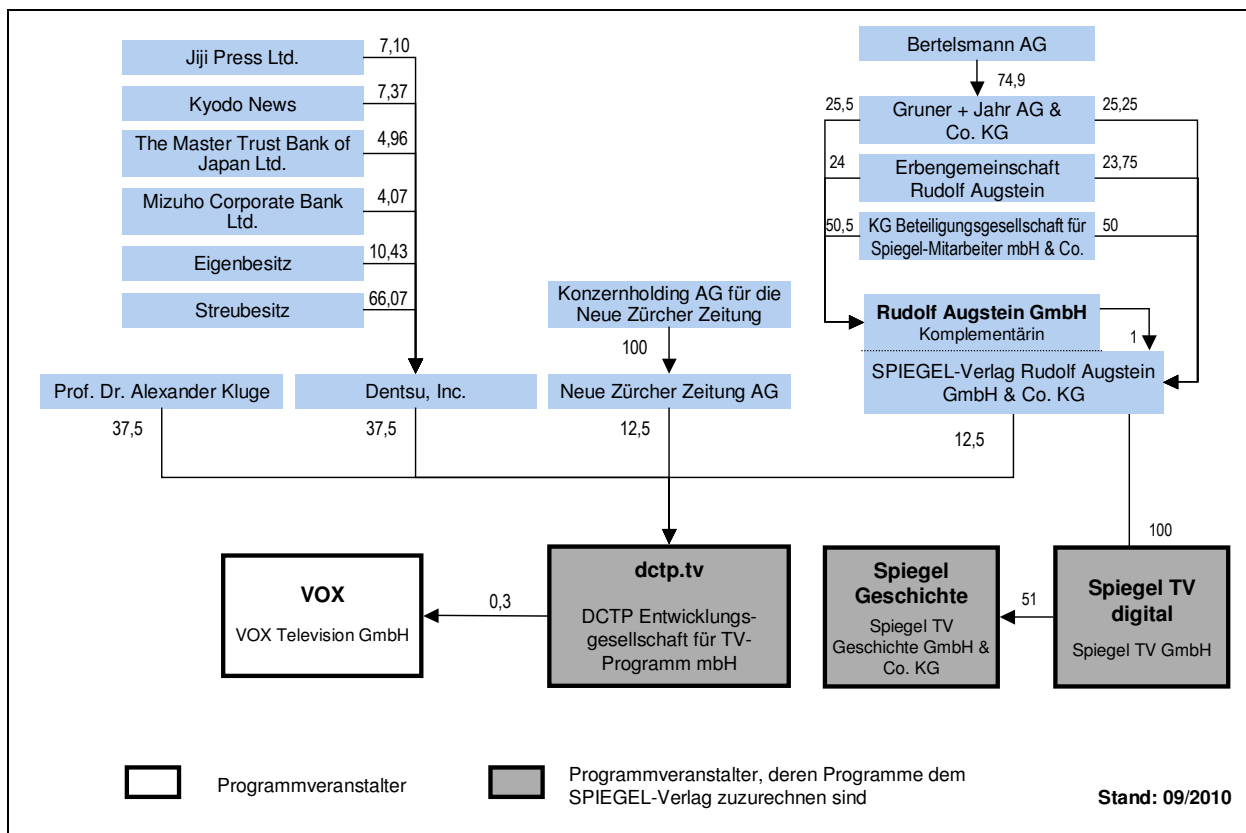 Jiji Press Ltd.
7,10
Kyodo News
7,37
The Master Trust Bank of
Japan Ltd.
4,96
Mizuho Corporate Bank
Ltd.
4,07
Eigenbesitz
10,43
Streubesitz
66,07
Bertelsmann AG
74,9
25,5
Gruner + Jahr AG &
Co. KG
25,25
24
Erbengemeinschaft
Rudolf Augstein
23,75
50,5
KG Beteiligungsgesellschaft für
Spiegel-Mitarbeiter mbH & Co.
50
Konzernholding AG für die
Neue Zürcher Zeitung
100
Rudolf Augstein GmbH
Komplementärin
1
Prof. Dr. Alexander Kluge
Dentsu, Inc.
Neue Zürcher Zeitung AG
SPIEGEL-Verlag Rudolf Augstein
GmbH & Co. KG
37,5
37,5
12,5
12,5
100
VOX
VOX Television GmbH
0,3
dctp.tv
DCTP Entwicklungs-
gesellschaft für TV-
Programm mbH
Spiegel
Geschichte
Spiegel TV
Geschichte GmbH &
Co. KG
51
Spiegel TV
digital
Spiegel TV GmbH
Programmveranstalter
Programmveranstalter, deren Programme dem
SPIEGEL-Verlag zuzurechnen sind
Stand: 09/2010